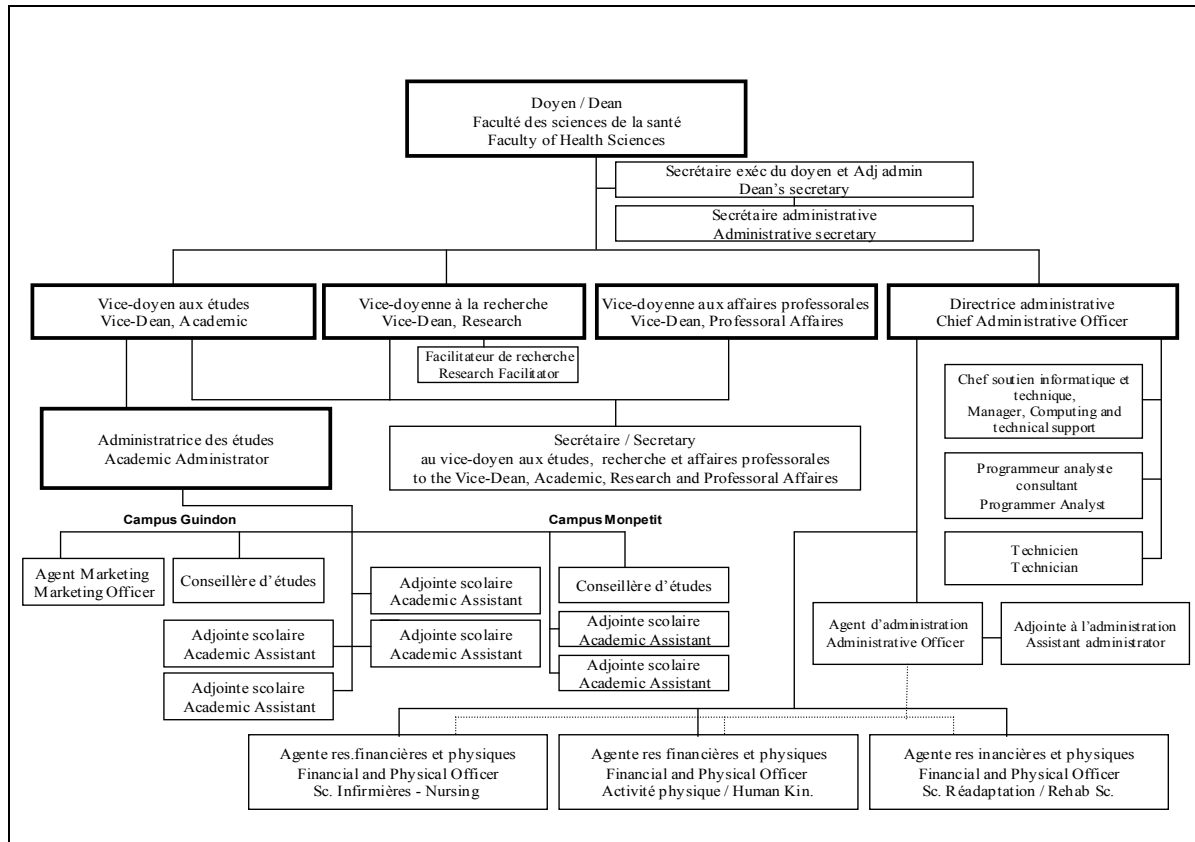 Doyen / Dean
Faculté des sciences de la santé
Faculty of Health Sciences
Secrétaire exéc du doyen et Adj admin
Dean's secretary
Secrétaire administrative
Administrative secretary
Vice-doyen aux études
Vice-Dean, Academic
Vice-doyenne à la recherche
Vice-Dean, Research
Vice-doyenne aux affaires professorales
Vice-Dean, Professoral Affaires
Directrice administrative
Chief Administrative Officer
Facilitateur de recherche
Research Facilitator
Chef soutien informatique et
technique,
Manager, Computing and
technical support
Administratrice des études
Academic Administrator
Secrétaire / Secretary
au vice-doyen aux études, recherche et affaires professorales
to the Vice-Dean, Academic, Research and Professoral Affaires
Programmeur analyste
consultant
Programmer Analyst
Technicien
Technician
Campus Guindon
Campus Monpetit
Agent Marketing
Marketing Officer
Conseillère d'études
Adjointe scolaire
Academic Assistant
Conseillère d'études
Adjointe scolaire
Academic Assistant
Adjointe scolaire
Academic Assistant
Adjointe scolaire
Academic Assistant
Adjointe scolaire
Academic Assistant
Adjointe scolaire
Academic Assistant
Agent d'administration
Administrative Officer
Adjointe à l'administration
Assistant administrator
Agente res.financières et physiques
Financial and Physical Officer
Sc. Infirmières - Nursing
Agente res financières et physiques
Financial and Physical Officer
Activité physique / Human Kin.
Agente res inancières et physiques
Financial and Physical Officer
Sc. Réadaptation / Rehab Sc.